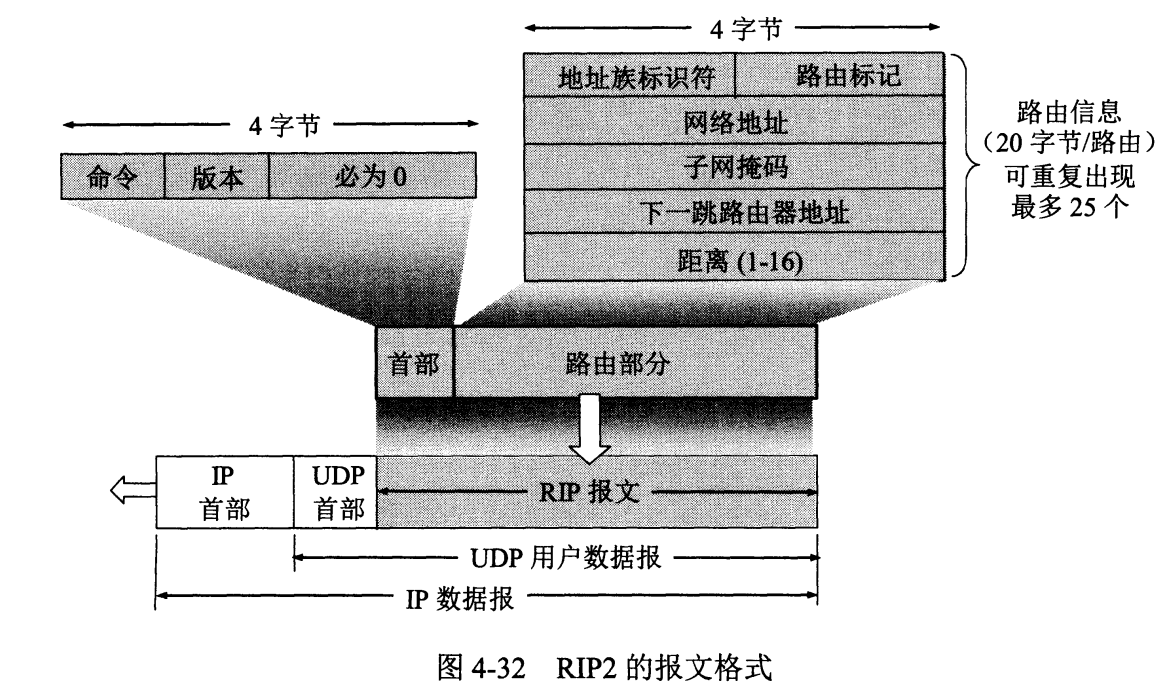 4 字节
地址族标识符 路由标记
网络地址
子网掩码
下一跳路由器地址
距离 (1-16)
路由信息
(20 字节/路由)
可重复出现
最多 25 个
4 字节
命令 版本 必为 0
首部 路由部分
IP
首部
UDP
首部
RIP 报文
UDP 用户数据报
IP 数据报
图 4-32 RIP2 的报文格式